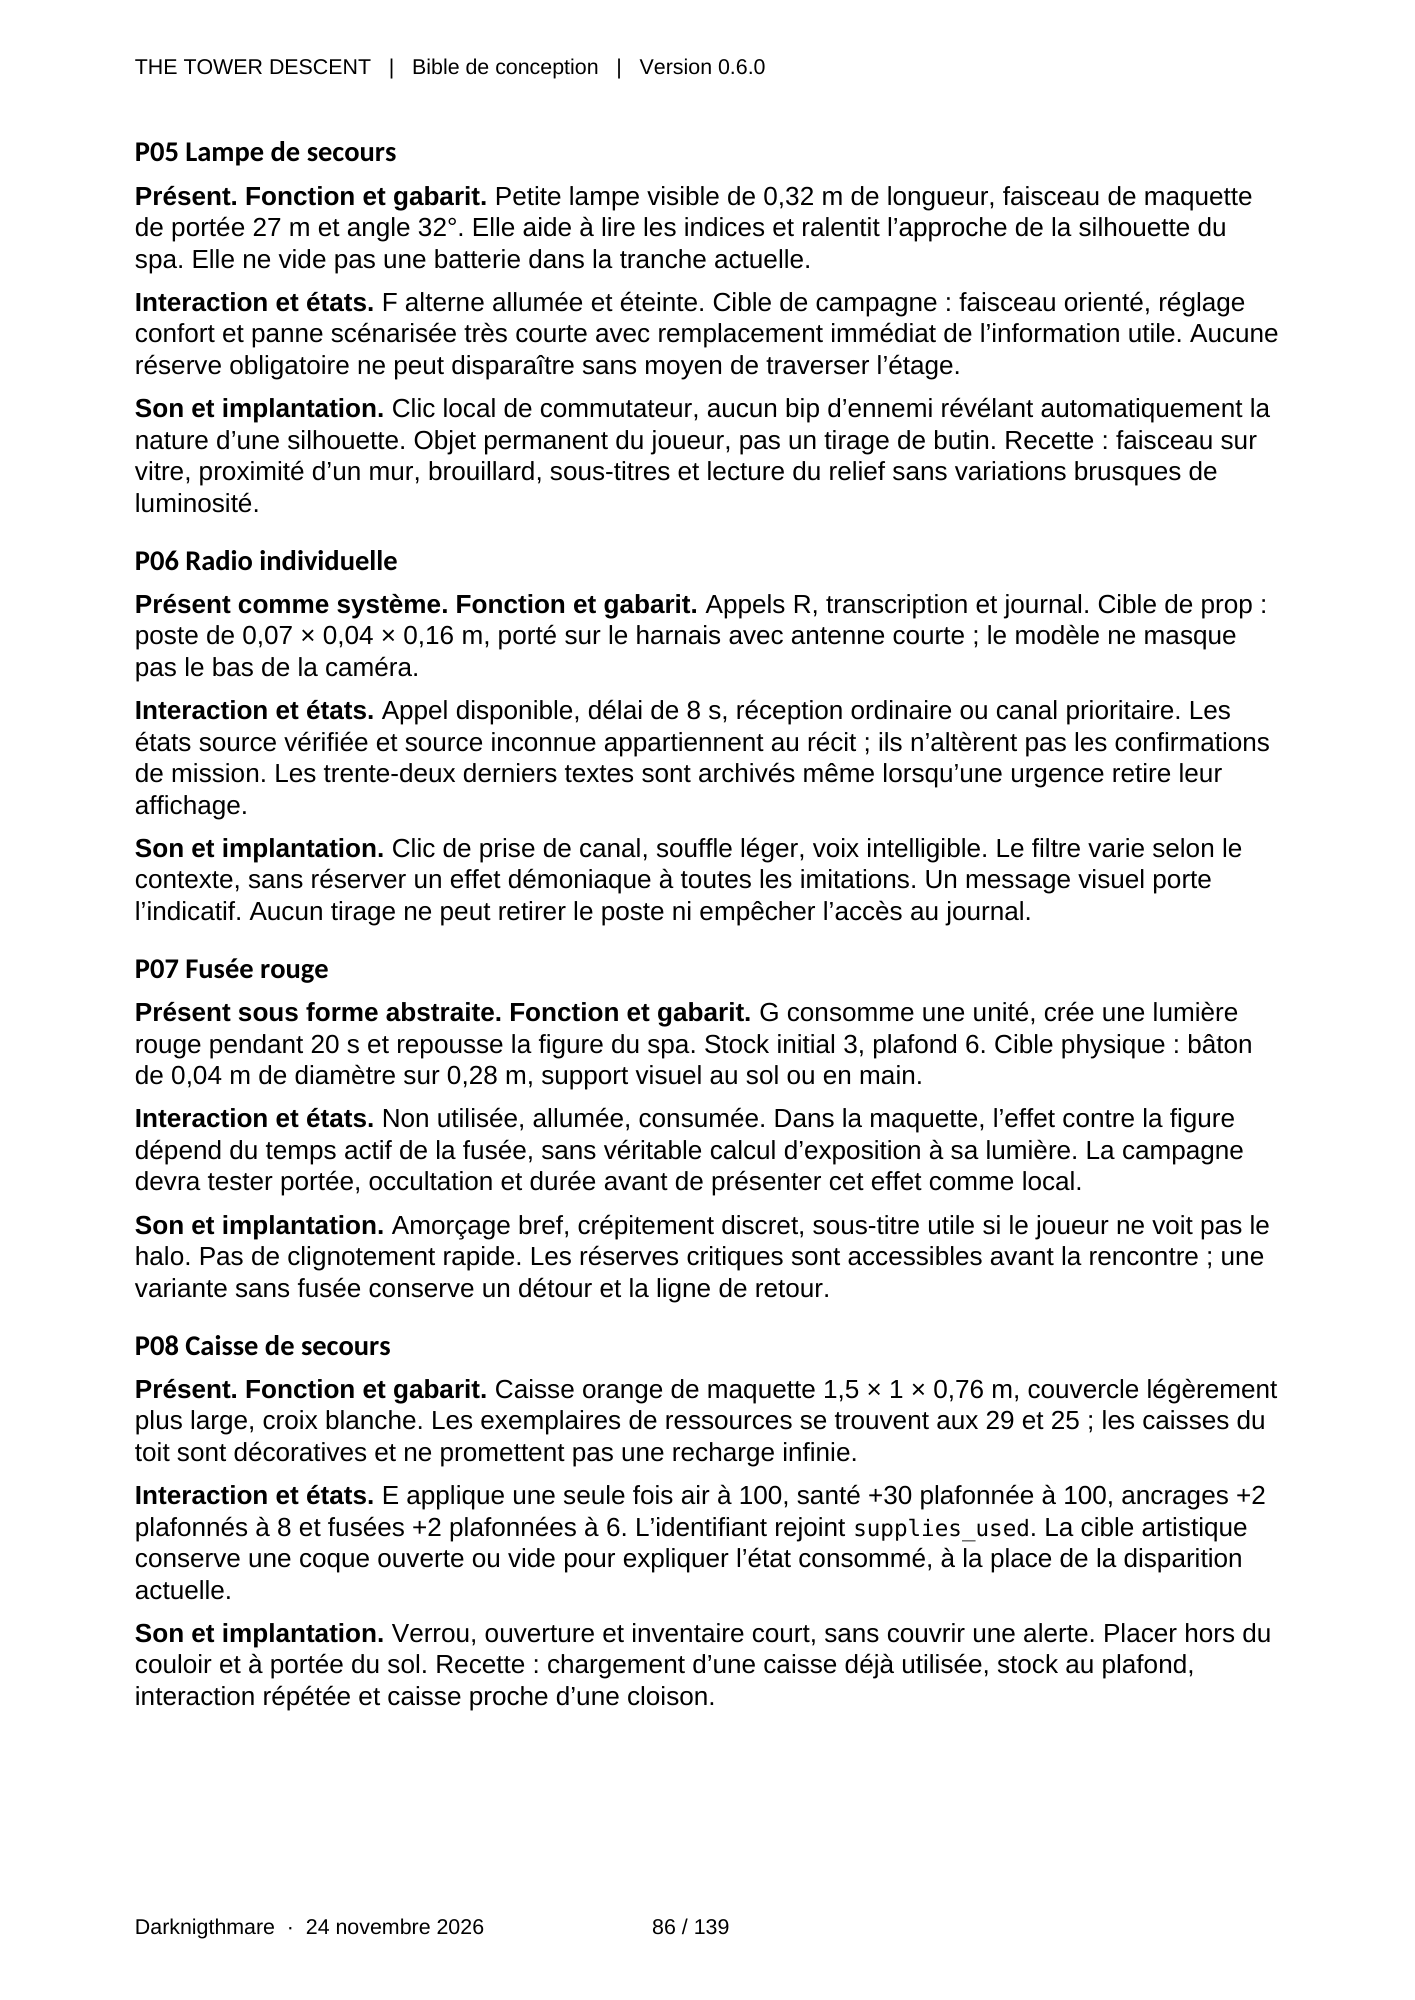 THE TOWER DESCENT | Bible de conception | Version 0.6.0
P05 Lampe de secours
Présent. Fonction et gabarit. Petite lampe visible de 0,32 m de longueur, faisceau de maquette
de portée 27 m et angle 32°. Elle aide à lire les indices et ralentit l’approche de la silhouette du
spa. Elle ne vide pas une batterie dans la tranche actuelle.
Interaction et états. F alterne allumée et éteinte. Cible de campagne : faisceau orienté, réglage
confort et panne scénarisée très courte avec remplacement immédiat de l’information utile. Aucune
réserve obligatoire ne peut disparaître sans moyen de traverser l’étage.
Son et implantation. Clic local de commutateur, aucun bip d’ennemi révélant automatiquement la
nature d’une silhouette. Objet permanent du joueur, pas un tirage de butin. Recette : faisceau sur
vitre, proximité d’un mur, brouillard, sous-titres et lecture du relief sans variations brusques de
luminosité.
P06 Radio individuelle
Présent comme système. Fonction et gabarit. Appels R, transcription et journal. Cible de prop :
poste de 0,07 × 0,04 × 0,16 m, porté sur le harnais avec antenne courte ; le modèle ne masque
pas le bas de la caméra.
Interaction et états. Appel disponible, délai de 8 s, réception ordinaire ou canal prioritaire. Les
états source vérifiée et source inconnue appartiennent au récit ; ils n’altèrent pas les confirmations
de mission. Les trente-deux derniers textes sont archivés même lorsqu’une urgence retire leur
affichage.
Son et implantation. Clic de prise de canal, souffle léger, voix intelligible. Le filtre varie selon le
contexte, sans réserver un effet démoniaque à toutes les imitations. Un message visuel porte
l’indicatif. Aucun tirage ne peut retirer le poste ni empêcher l’accès au journal.
P07 Fusée rouge
Présent sous forme abstraite. Fonction et gabarit. G consomme une unité, crée une lumière
rouge pendant 20 s et repousse la figure du spa. Stock initial 3, plafond 6. Cible physique : bâton
de 0,04 m de diamètre sur 0,28 m, support visuel au sol ou en main.
Interaction et états. Non utilisée, allumée, consumée. Dans la maquette, l’effet contre la figure
dépend du temps actif de la fusée, sans véritable calcul d’exposition à sa lumière. La campagne
devra tester portée, occultation et durée avant de présenter cet effet comme local.
Son et implantation. Amorçage bref, crépitement discret, sous-titre utile si le joueur ne voit pas le
halo. Pas de clignotement rapide. Les réserves critiques sont accessibles avant la rencontre ; une
variante sans fusée conserve un détour et la ligne de retour.
P08 Caisse de secours
Présent. Fonction et gabarit. Caisse orange de maquette 1,5 × 1 × 0,76 m, couvercle légèrement
plus large, croix blanche. Les exemplaires de ressources se trouvent aux 29 et 25 ; les caisses du
toit sont décoratives et ne promettent pas une recharge infinie.
Interaction et états. E applique une seule fois air à 100, santé +30 plafonnée à 100, ancrages +2
plafonnés à 8 et fusées +2 plafonnées à 6. L’identifiant rejoint supplies_used. La cible artistique
conserve une coque ouverte ou vide pour expliquer l’état consommé, à la place de la disparition
actuelle.
Son et implantation. Verrou, ouverture et inventaire court, sans couvrir une alerte. Placer hors du
couloir et à portée du sol. Recette : chargement d’une caisse déjà utilisée, stock au plafond,
interaction répétée et caisse proche d’une cloison.
Darknigthmare · 24 novembre 2026 86 / 139